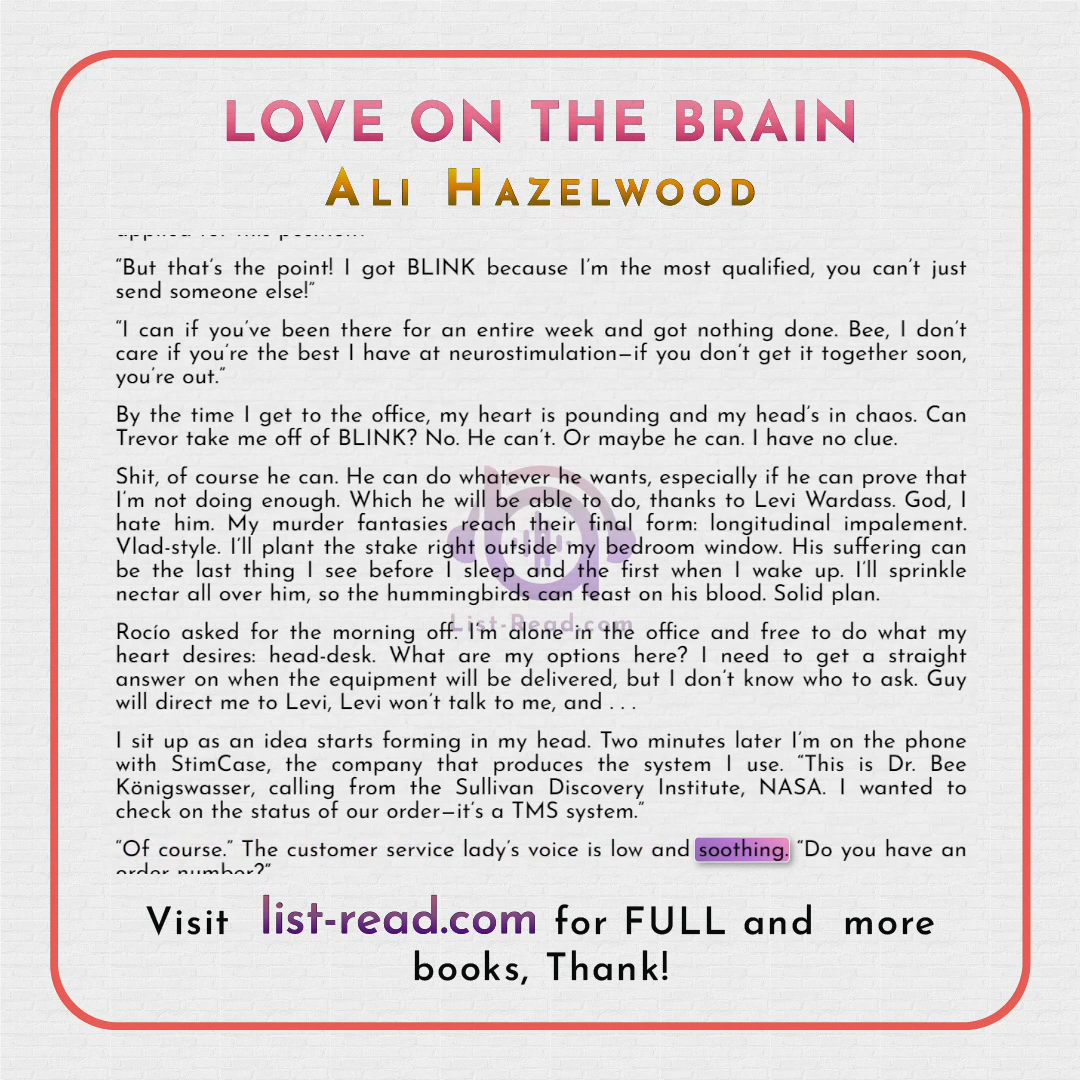 LOVE ON THE BRAIN
ALI HAZELWOOD
applied for this position."
“But that’s the point! I got BLINK because I’m the most qualified, you can’t just
send someone else!”
“I can if you’ve been there for an entire week and got nothing done. Bee, I don’t
care if you’re the best I have at neurostimulation—if you don’t get it together soon,
you’re out.”
By the time I get to the office, my heart is pounding and my head’s in chaos. Can
Trevor take me off of BLINK? No. He can’t. Or maybe he can. I have no clue.
Shit, of course he can. He can do whatever he wants, especially if he can prove that
I’m not doing enough. Which he will be able to do, thanks to Levi Wardass. God, I
hate him. My murder fantasies reach their final form: longitudinal impalement.
Vlad-style. I’ll plant the stake right outside my bedroom window. His suffering can
be the last thing I see before I sleep and the first when I wake up. I’ll sprinkle
nectar all over him, so the hummingbirds can feast on his blood. Solid plan.
List-Read.com
Rocío asked for the morning off. I’m alone in the office and free to do what my
heart desires: head-desk. What are my options here? I need to get a straight
answer on when the equipment will be delivered, but I don’t know who to ask. Guy
will direct me to Levi, Levi won’t talk to me, and . . .
I sit up as an idea starts forming in my head. Two minutes later I’m on the phone
with StimCase, the company that produces the system I use. “This is Dr. Bee
Königswasser, calling from the Sullivan Discovery Institute, NASA. I wanted to
check on the status of our order—it’s a TMS system.”
“Of course.” The customer service lady’s voice is low and soothing. “Do you have an
order number?”
Visit list-read.com for FULL and more
books, Thank!